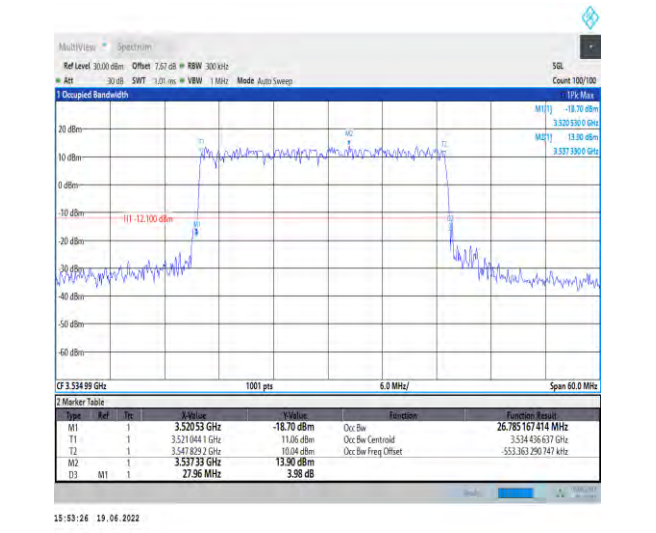 MultiView Spectrum
Ref Level 30.00 dBm Offset 7.67 dB RBW 300 kHz SGL
Att 30 dB SWT 1.01 ms VBW 1 MHz Mode Auto Sweep Count 100/100
1 Occupied Bandwidth 1Pk Max
M1[1] -18.70 dBm
3.520 530 0 GHz
M2[1] 13.90 dBm
3.537 330 0 GHz
20 dBm
M2
T1
10 dBm
0 dBm
-10 dBm
H1 -12.100 dBm
M1
D3
-20 dBm
-30 dBm
-40 dBm
-50 dBm
-60 dBm
CF 3.534 99 GHz 1001 pts 6.0 MHz/ Span 60.0 MHz
2 Marker Table
Type Ref Trc X-Value Y-Value Function Function Result
M1 1 3.52053 GHz -18.70 dBm Occ Bw 26.785 167 414 MHz
T1 1 3.521 044 1 GHz 11.06 dBm Occ Bw Centroid 3.534 436 637 GHz
T2 1 3.547 829 2 GHz 10.04 dBm Occ Bw Freq Offset -553.363 290 747 kHz
M2 1 3.53733 GHz 13.90 dBm
D3 M1 1 27.96 MHz 3.98 dB
15:53:26 19.06.2022